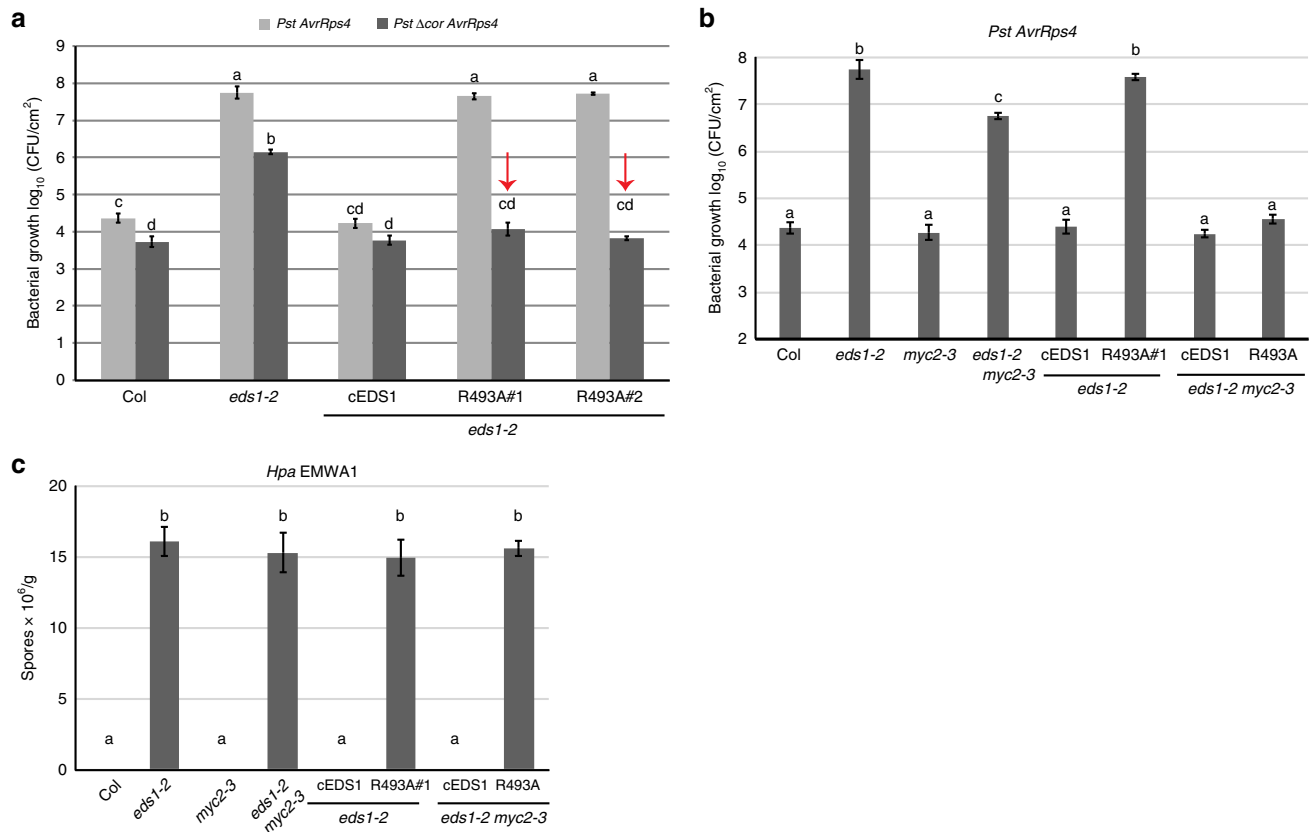 a
Pst AvrRps4 Pst Δcor AvrRps4
Bacterial growth log10 (CFU/cm2)
9
8
7
6
5
4
3
2
1
0
c d a b cd d a cd a cd
Col eds1-2 cEDS1 R493A#1 R493A#2
eds1-2
b
Pst AvrRps4
Bacterial growth log10 (CFU/cm2)
8
7
6
5
4
3
2
a b a c a b a a
Col eds1-2 myc2-3 eds1-2 cEDS1 R493A#1 cEDS1 R493A
myc2-3 eds1-2 eds1-2 myc2-3
c
Hpa EMWA1
Spores × 10⁶/g
20
15
10
5
0
a b a b a b a b
Col eds1-2 myc2-3 eds1-2 cEDS1 R493A#1 cEDS1 R493A
myc2-3 eds1-2 eds1-2 myc2-3